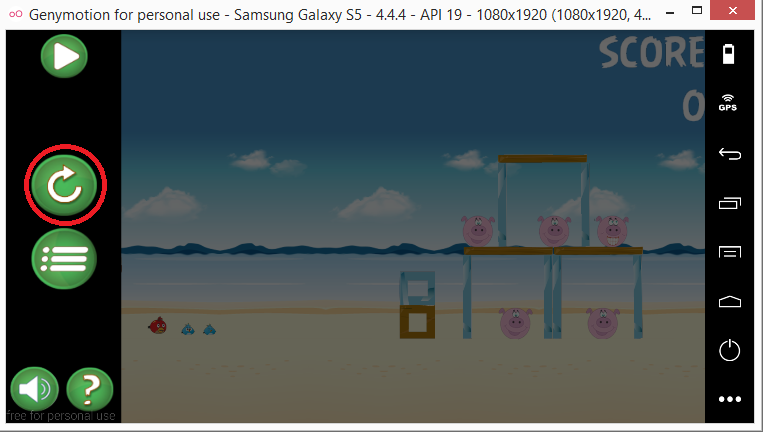 Genymotion for personal use - Samsung Galaxy S5 - 4.4.4 - API 19 - 1080x1920 (1080x1920, 4...
SCORE
0
GPS
?
free for personal use